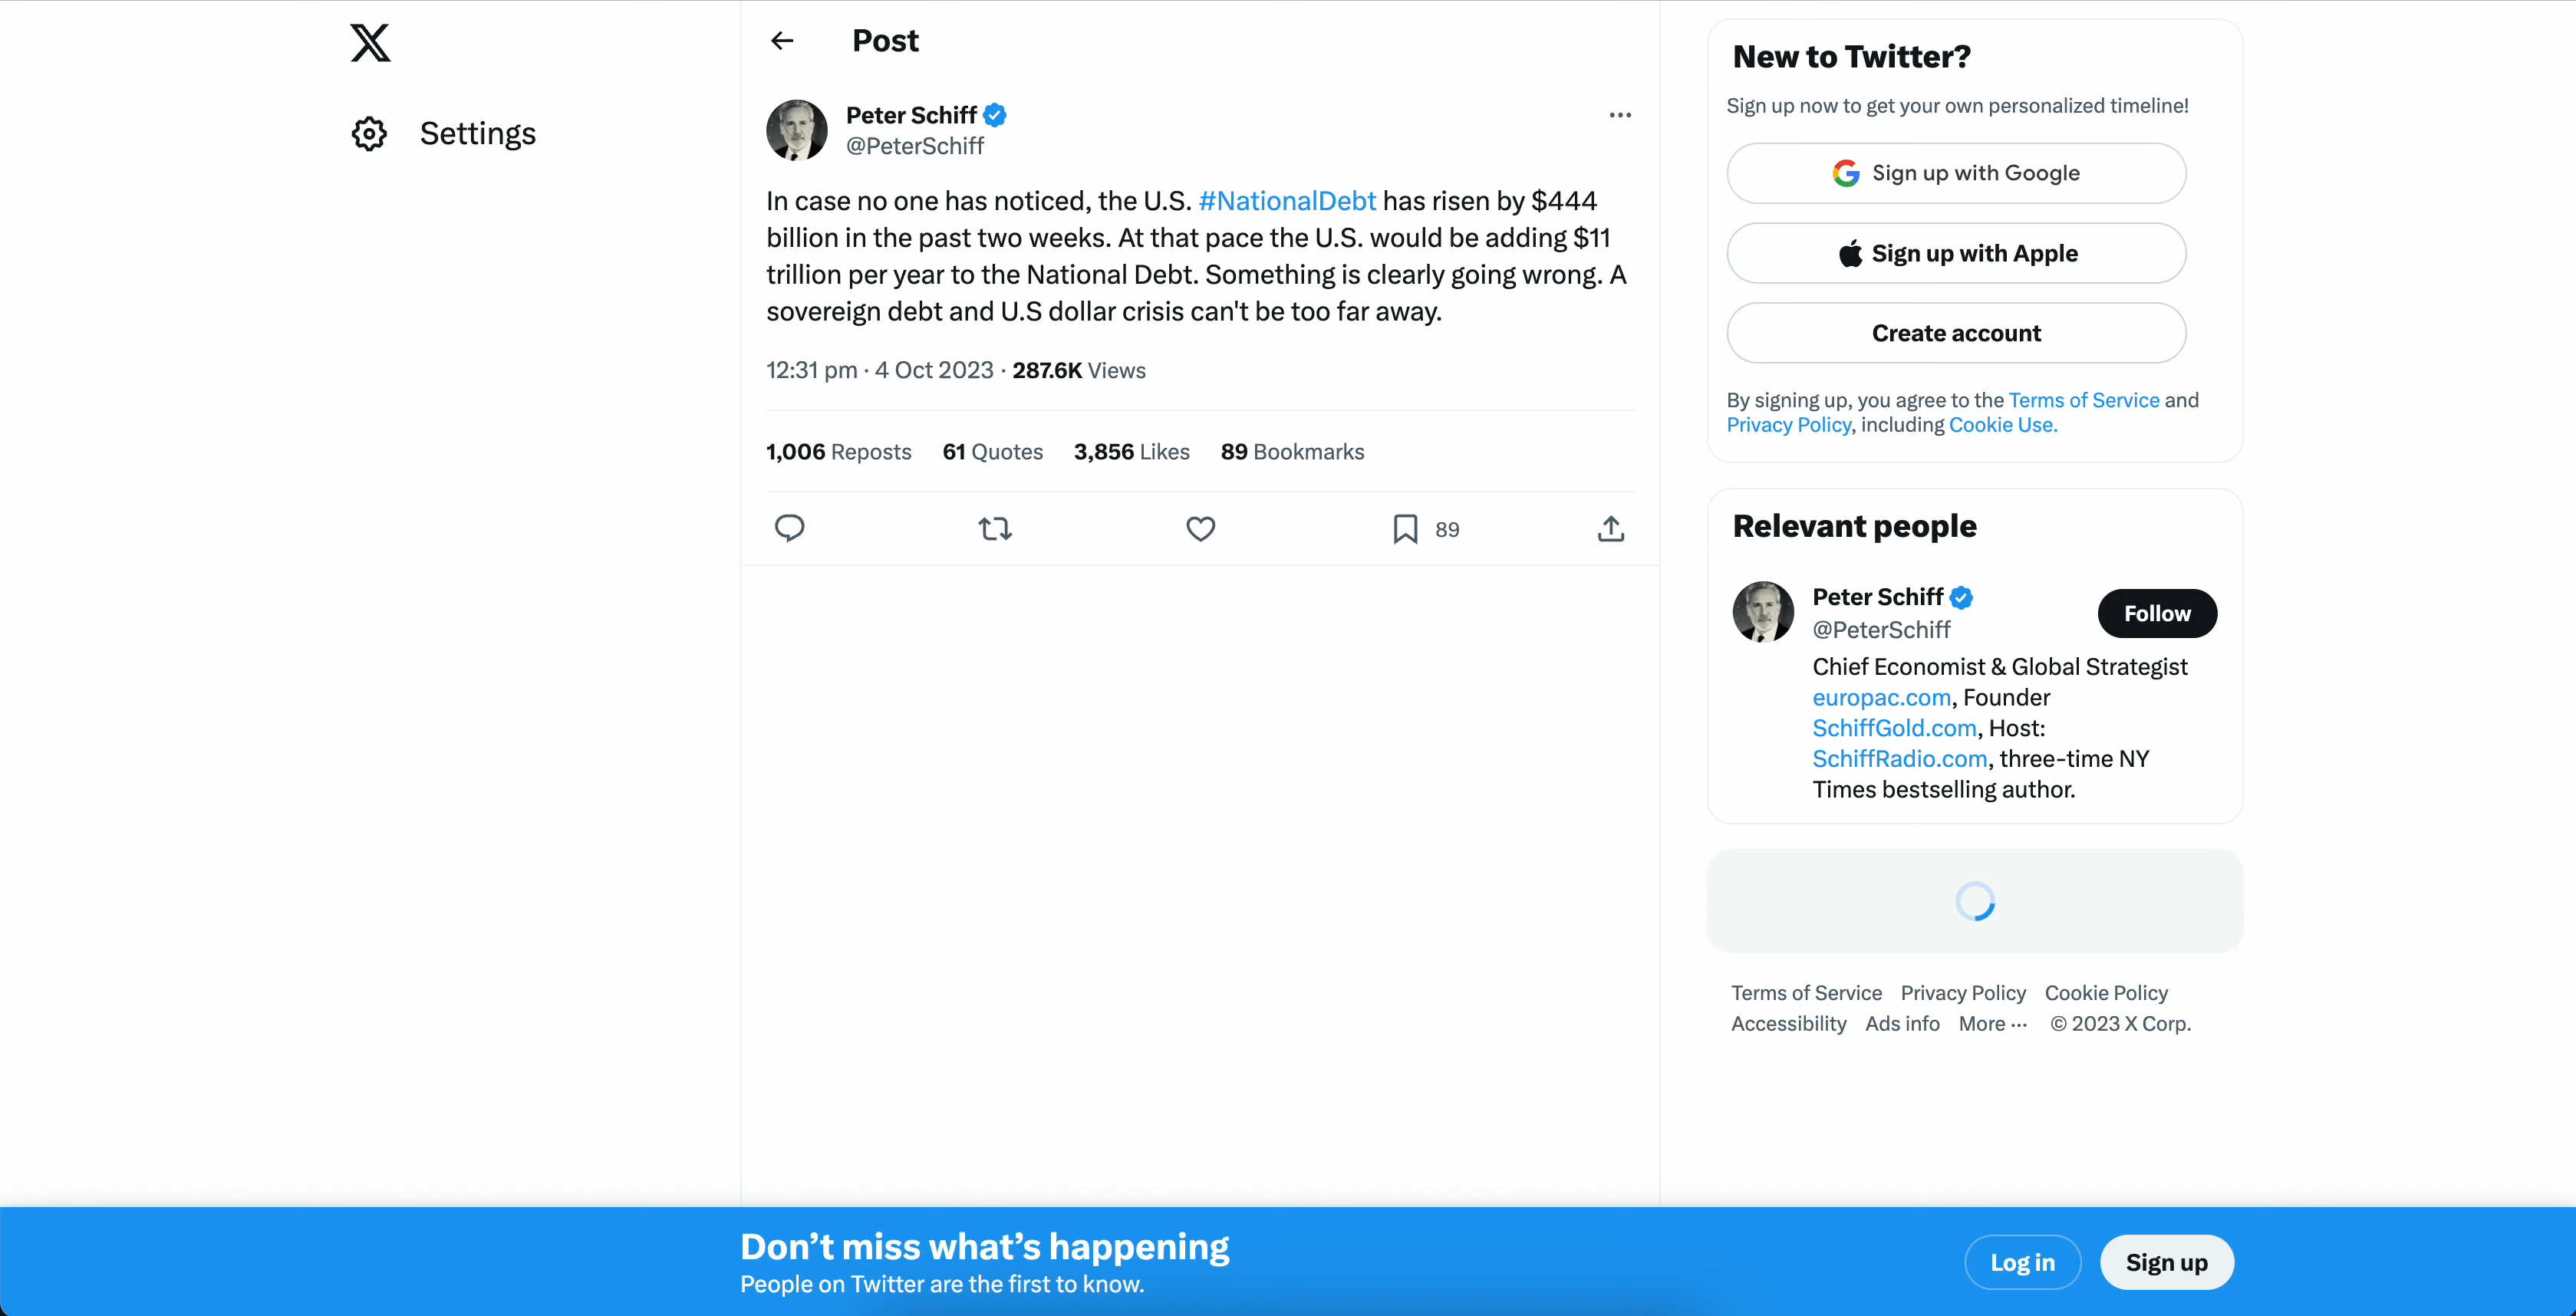 Settings
Post
Peter Schiff
@PeterSchiff
In case no one has noticed, the U.S. #NationalDebt has risen by $444
billion in the past two weeks. At that pace the U.S. would be adding $11
trillion per year to the National Debt. Something is clearly going wrong. A
sovereign debt and U.S dollar crisis can't be too far away.
12:31 pm · 4 Oct 2023 · 287.6K Views
1,006 Reposts 61 Quotes 3,856 Likes 89 Bookmarks
89
New to Twitter?
Sign up now to get your own personalized timeline!
Sign up with Google
Sign up with Apple
Create account
By signing up, you agree to the Terms of Service and
Privacy Policy, including Cookie Use.
Relevant people
Peter Schiff
@PeterSchiff
Follow
Chief Economist & Global Strategist
europac.com, Founder
SchiffGold.com, Host:
SchiffRadio.com, three-time NY
Times bestselling author.
Terms of Service Privacy Policy Cookie Policy
Accessibility Ads info More ··· © 2023 X Corp.
Don’t miss what’s happening
People on Twitter are the first to know.
Log in
Sign up